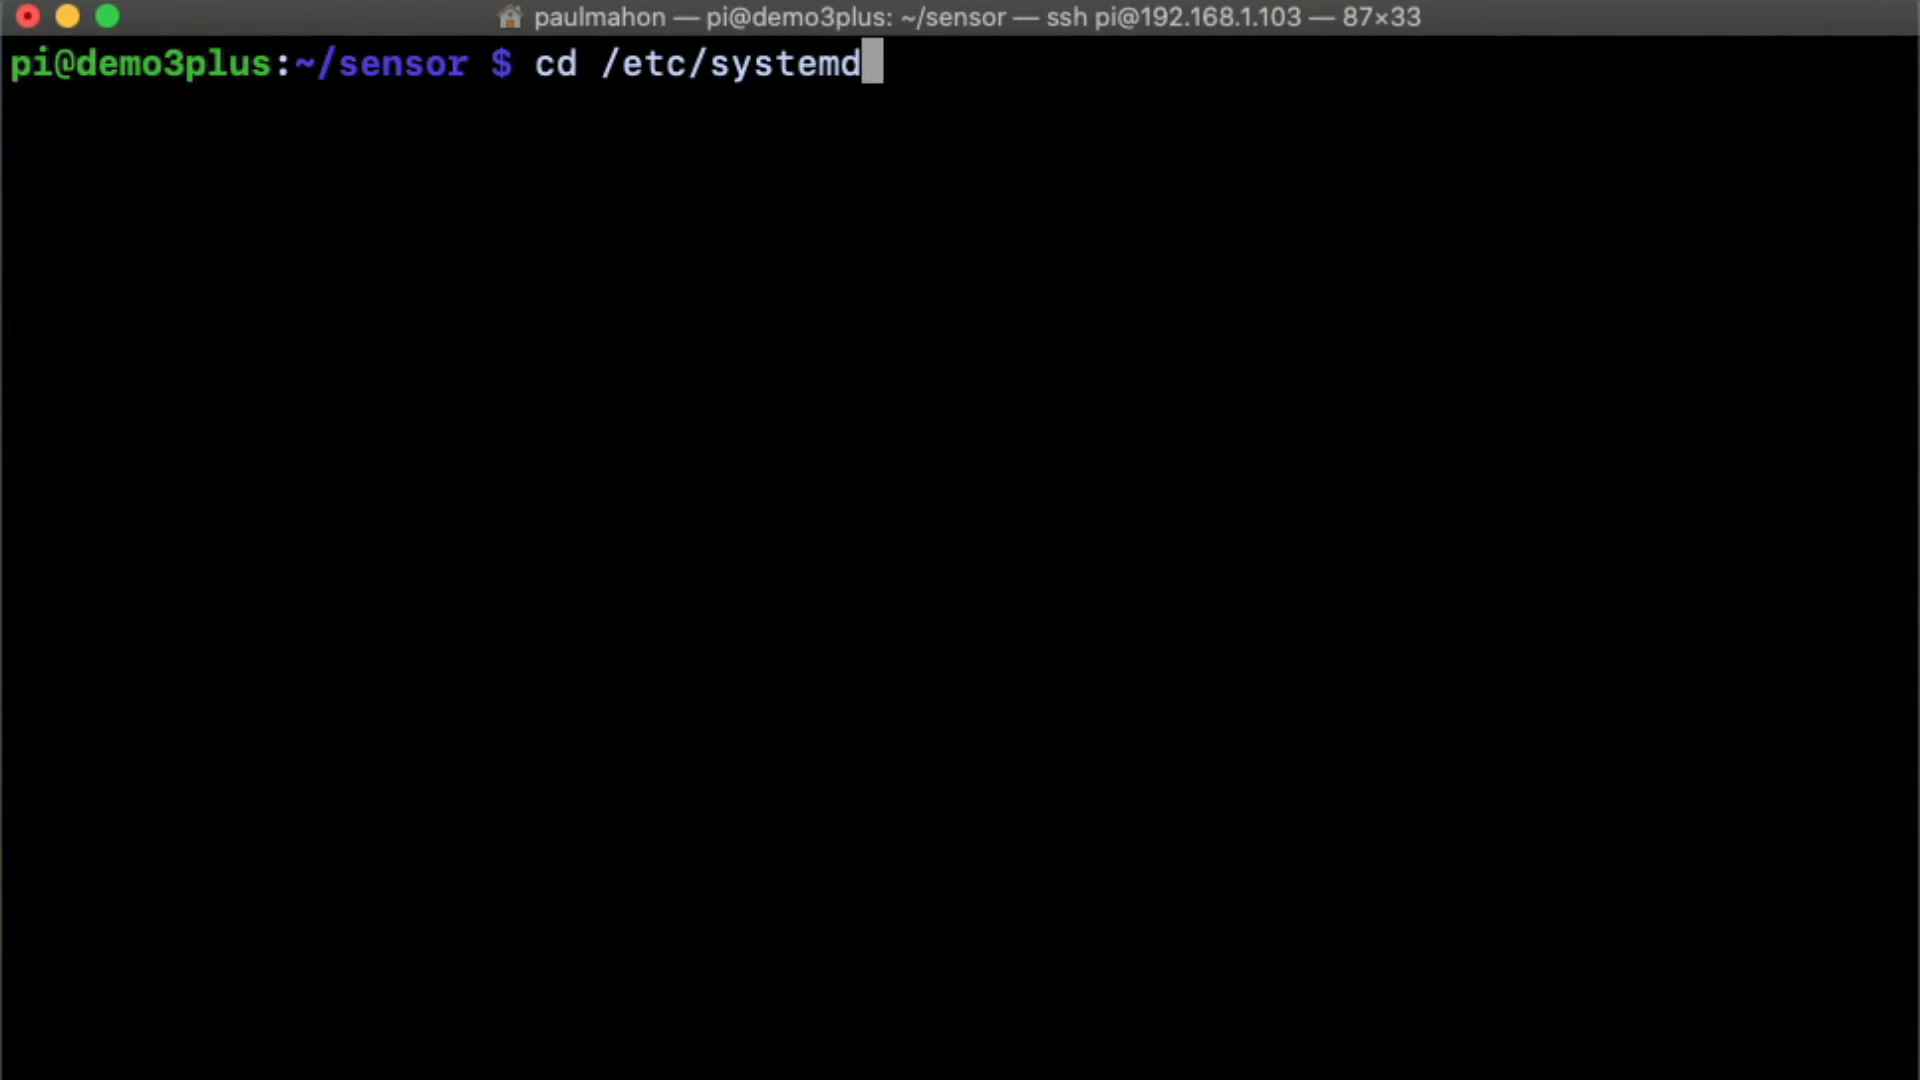 paulmahon — pi@demo3plus: ~/sensor — ssh pi@192.168.1.103 — 87×33
pi@demo3plus:~/sensor $ cd /etc/systemd